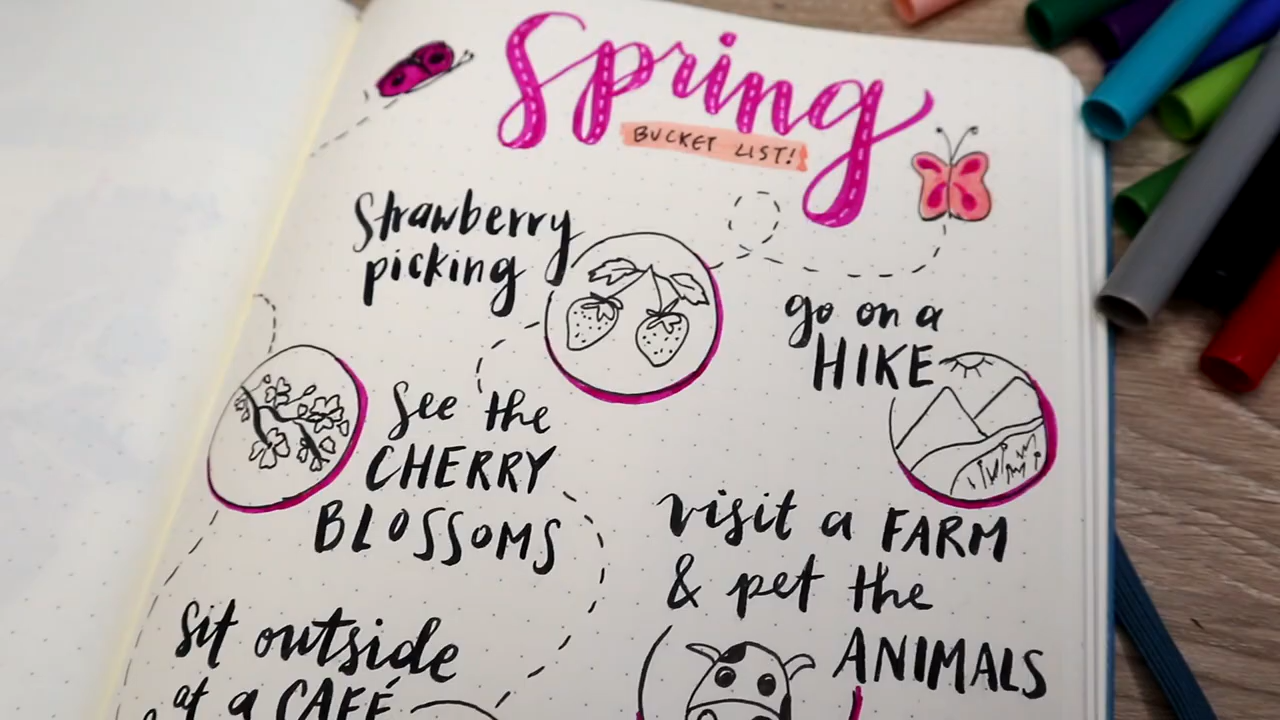 Spring
BUCKET LIST!
Strawberry
picking
go on a
HIKE
See the
CHERRY
BLOSSOMS
visit a FARM
& pet the
ANIMALS
Sit outside
at a CAFÉ